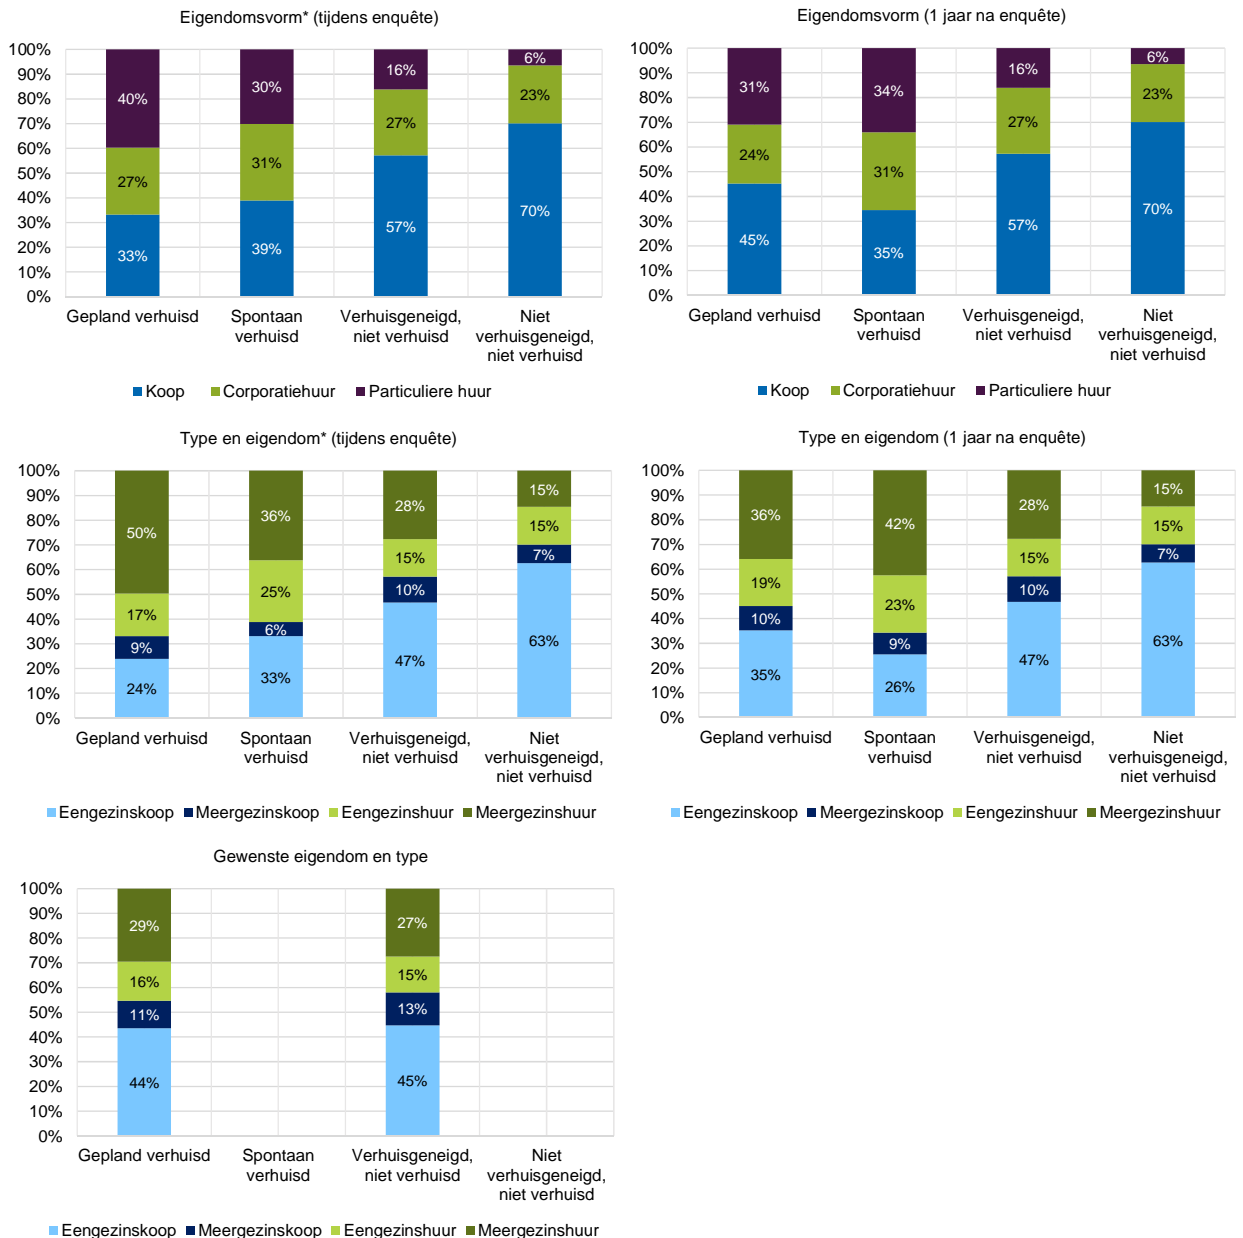 Eigendomsvorm* (tijdens enquête)
100%
90%
80%
70%
60%
50%
40%
30%
20%
10%
0%
40%
27%
33%
30%
31%
39%
16%
27%
57%
6%
23%
70%
Gepland verhuisd
Spontaan
verhuisd
Verhuisgeneigd,
niet verhuisd
Niet
verhuisgeneigd,
niet verhuisd
Koop
Corporatiehuur
Particuliere huur
Eigendomsvorm (1 jaar na enquête)
100%
90%
80%
70%
60%
50%
40%
30%
20%
10%
0%
31%
24%
45%
34%
31%
35%
16%
27%
57%
6%
23%
70%
Gepland verhuisd
Spontaan
verhuisd
Verhuisgeneigd,
niet verhuisd
Niet
verhuisgeneigd,
niet verhuisd
Koop
Corporatiehuur
Particuliere huur
Type en eigendom* (tijdens enquête)
100%
90%
80%
70%
60%
50%
40%
30%
20%
10%
0%
50%
17%
9%
24%
36%
25%
6%
33%
28%
15%
10%
47%
15%
15%
7%
63%
Gepland verhuisd
Spontaan
verhuisd
Verhuisgeneigd,
niet verhuisd
Niet
verhuisgeneigd,
niet verhuisd
Eengezinskoop
Meergezinskoop
Eengezinshuur
Meergezinshuur
Type en eigendom (1 jaar na enquête)
100%
90%
80%
70%
60%
50%
40%
30%
20%
10%
0%
36%
19%
10%
35%
42%
23%
9%
26%
28%
15%
10%
47%
15%
15%
7%
63%
Gepland verhuisd
Spontaan
verhuisd
Verhuisgeneigd,
niet verhuisd
Niet
verhuisgeneigd,
niet verhuisd
Eengezinskoop
Meergezinskoop
Eengezinshuur
Meergezinshuur
Gewenste eigendom en type
100%
90%
80%
70%
60%
50%
40%
30%
20%
10%
0%
29%
16%
11%
44%
27%
15%
13%
45%
Gepland verhuisd
Spontaan
verhuisd
Verhuisgeneigd,
niet verhuisd
Niet
verhuisgeneigd,
niet verhuisd
Eengezinskoop
Meergezinskoop
Eengezinshuur
Meergezinshuur